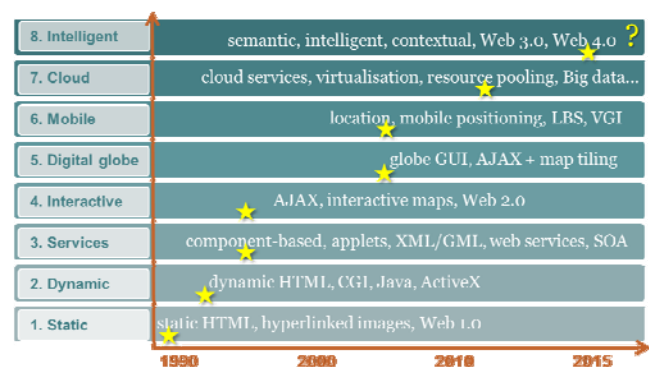 8. Intelligent semantic, intelligent, contextual, Web 3.0, Web 4.0 ?
7. Cloud cloud services, virtualisation, resource pooling, Big data...
6. Mobile location, mobile positioning, LBS, VGI
5. Digital globe globe GUI, AJAX + map tiling
4. Interactive AJAX, interactive maps, Web 2.0
3. Services component-based, applets, XML/GML, web services, SOA
2. Dynamic dynamic HTML, CGI, Java, ActiveX
1. Static static HTML, hyperlinked images, Web 1.0
1990 2000 2010 2015